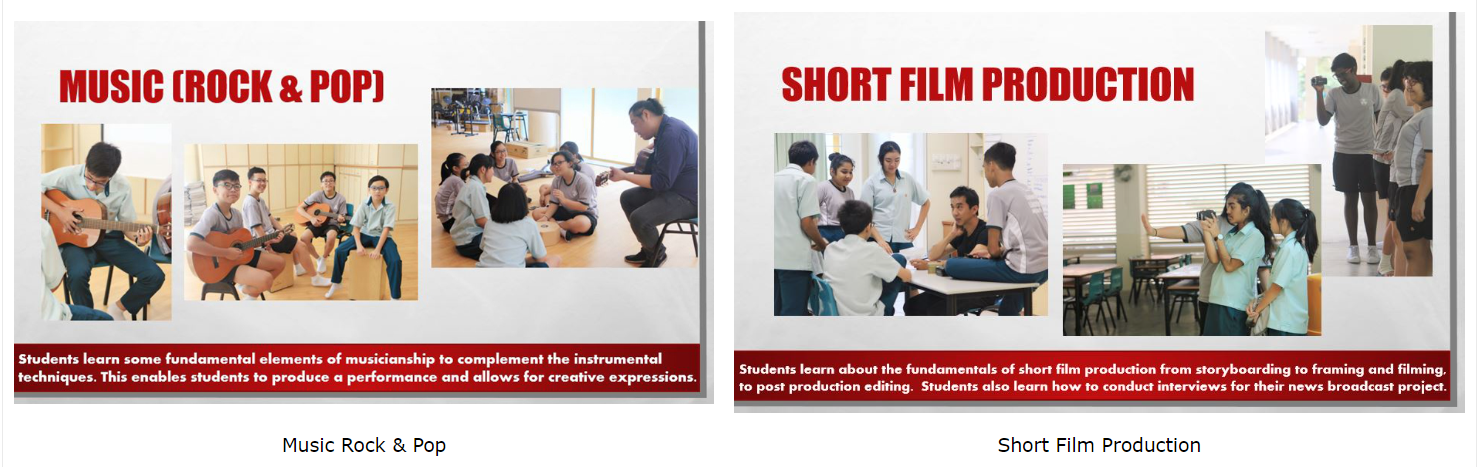 MUSIC (ROCK & POP)
Students learn some fundamental elements of musicianship to complement the instrumental
techniques. This enables students to produce a performance and allows for creative expressions.
Music Rock & Pop
SHORT FILM PRODUCTION
Students learn about the fundamentals of short film production from storyboarding to framing and filming,
to post production editing.  Students also learn how to conduct interviews for their news broadcast project.
Short Film Production